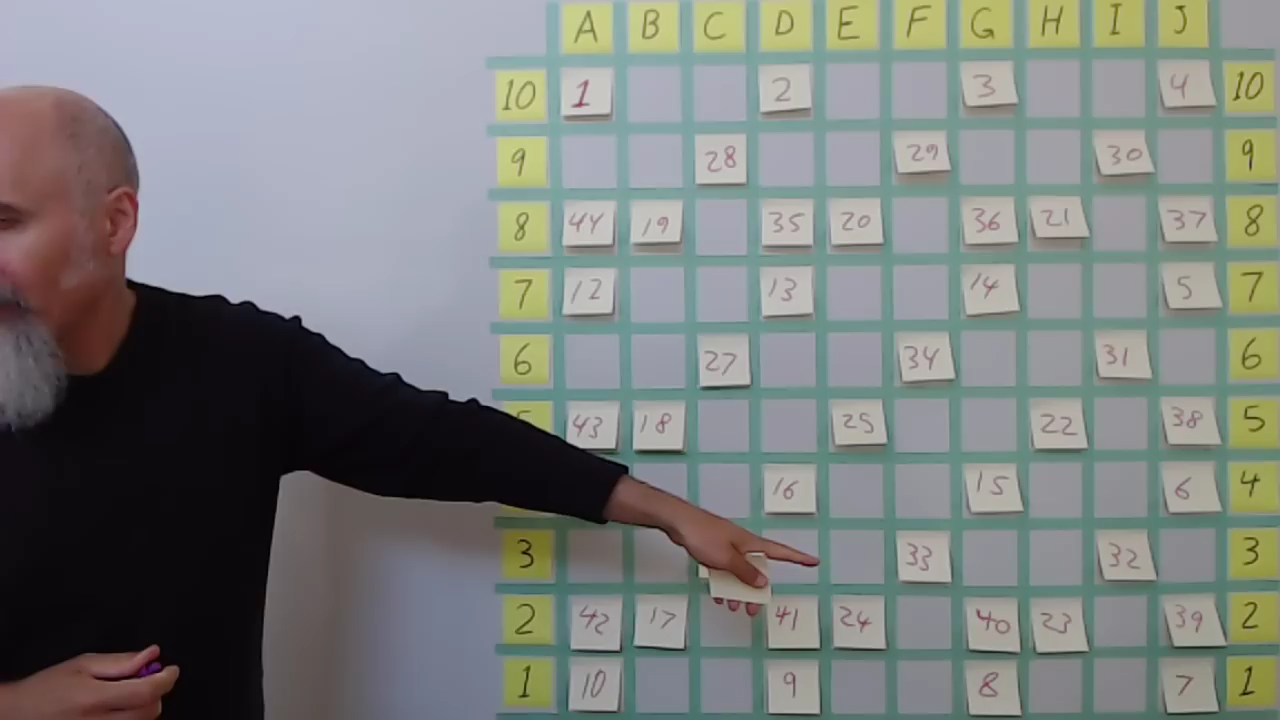 A B C D E F G H I J
10 1 2 3 4 10
9 28 29 30 9
8 44 19 35 20 36 21 37 8
7 12 13 14 5 7
6 27 34 31 6
43 18 25 22 38 5
16 15 6 4
3 33 32 3
2 42 17 41 24 40 23 39 2
1 10 9 8 7 1